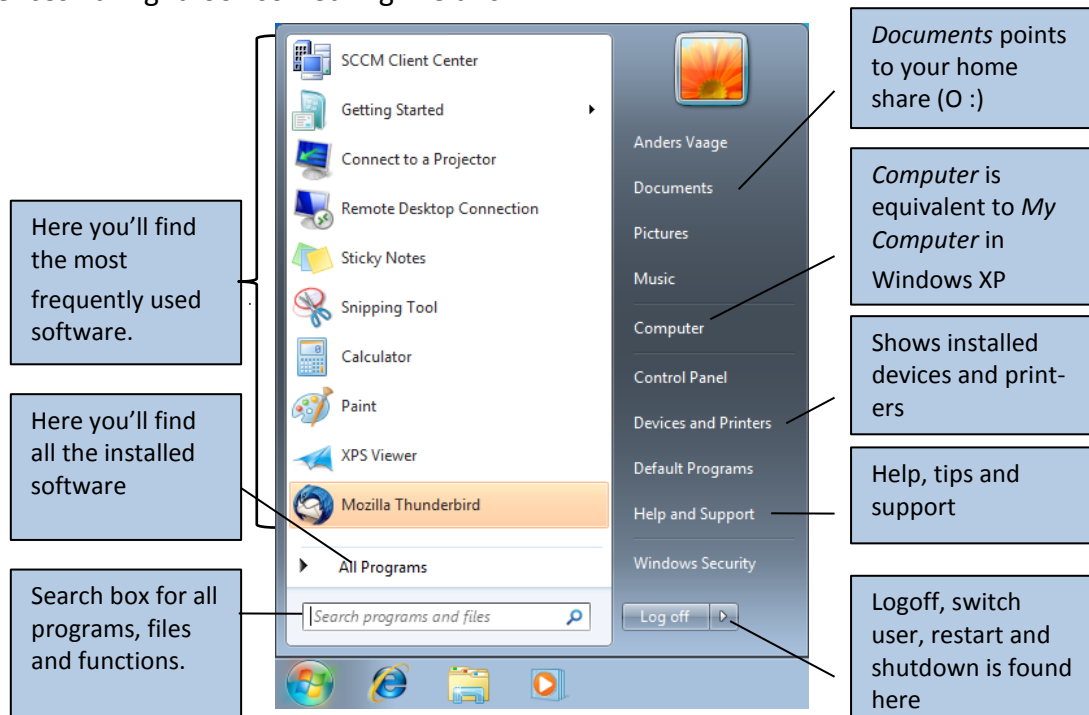 Here you'll find
the most
frequently used
software.
Here you'll find
all the installed
software
Search box for all
programs, files
and functions.
SCCM Client Center
Getting Started
Connect to a Projector
Remote Desktop Connection
Sticky Notes
Snipping Tool
Calculator
Paint
XPS Viewer
Mozilla Thunderbird
All Programs
Search programs and files
Anders Vaage
Documents
Pictures
Music
Computer
Control Panel
Devices and Printers
Default Programs
Help and Support
Windows Security
Log off
Documents points
to your home
share (O :)
Computer is
equivalent to My
Computer in
Windows XP
Shows installed
devices and print-
ers
Help, tips and
support
Logoff, switch
user, restart and
shutdown is found
here